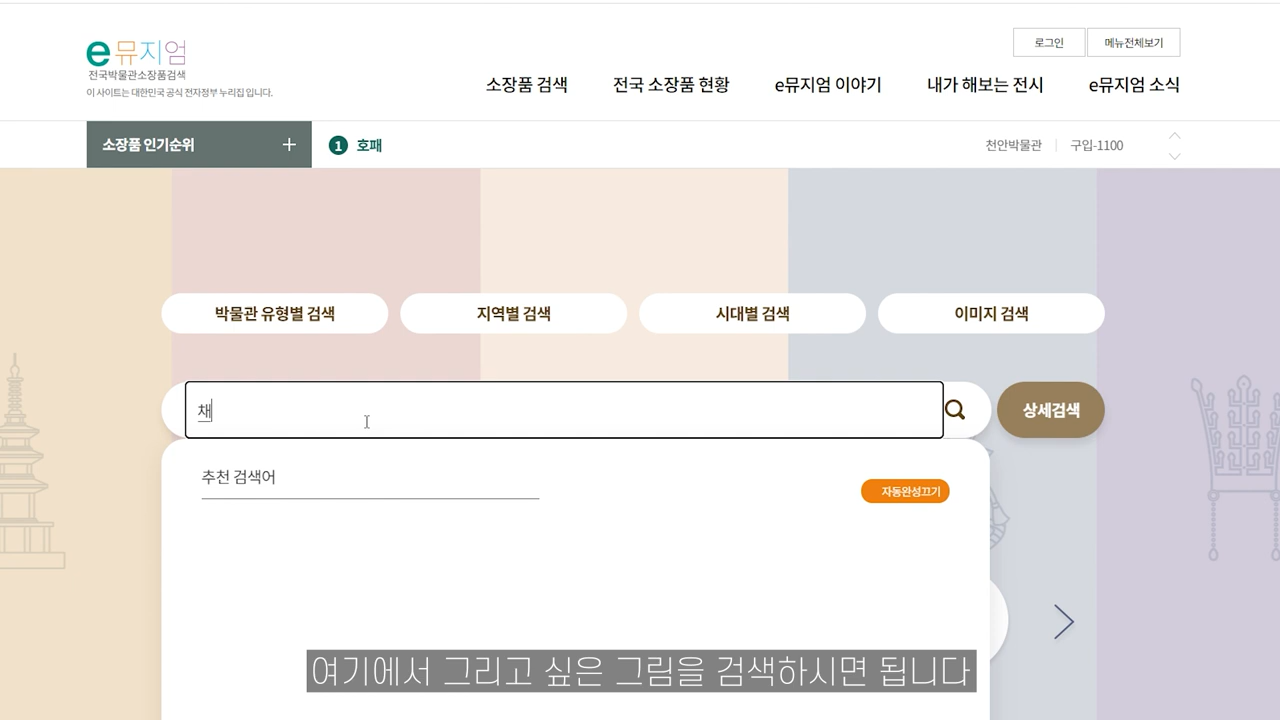 e뮤지엄
전국박물관소장품검색
이 사이트는 대한민국 공식 전자정부 누리집 입니다.
로그인 메뉴전체보기
소장품 검색 전국 소장품 현황 e뮤지엄 이야기 내가 해보는 전시 e뮤지엄 소식
소장품 인기순위 + 1 호패 천안박물관 구입-1100
박물관 유형별 검색 지역별 검색 시대별 검색 이미지 검색
채 상세검색
추천 검색어
자동완성끄기
여기에서 그리고 싶은 그림을 검색하시면 됩니다